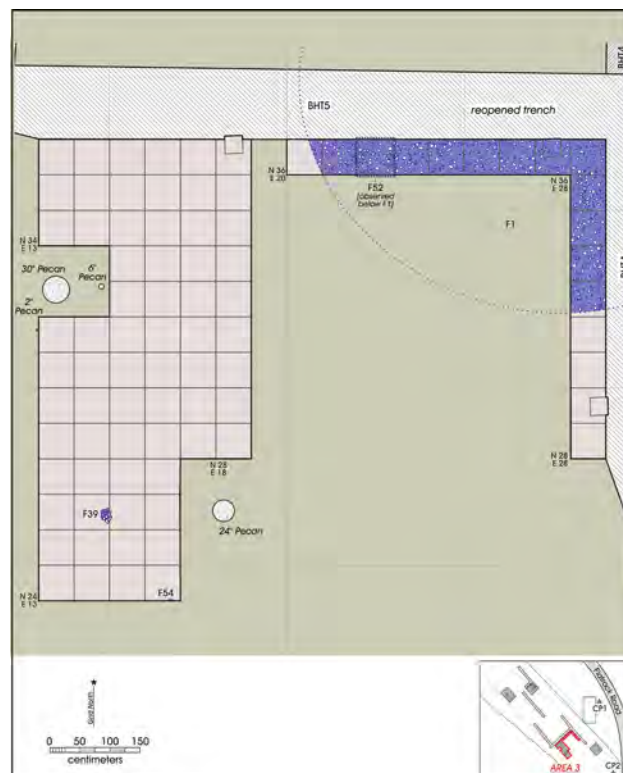 BHT4
BHT5
reopened trench
N 36
E 20
F52
(observed
below F1)
N 36
E 28
F1
N 34
E 13
30" Pecan
6"
Pecan
2"
Pecan
N 28
E 18
N 28
E 28
F39
24" Pecan
F54
N 24
E 13
Grid North
0 50 100 150
centimeters
CP1
CP2
AREA 3